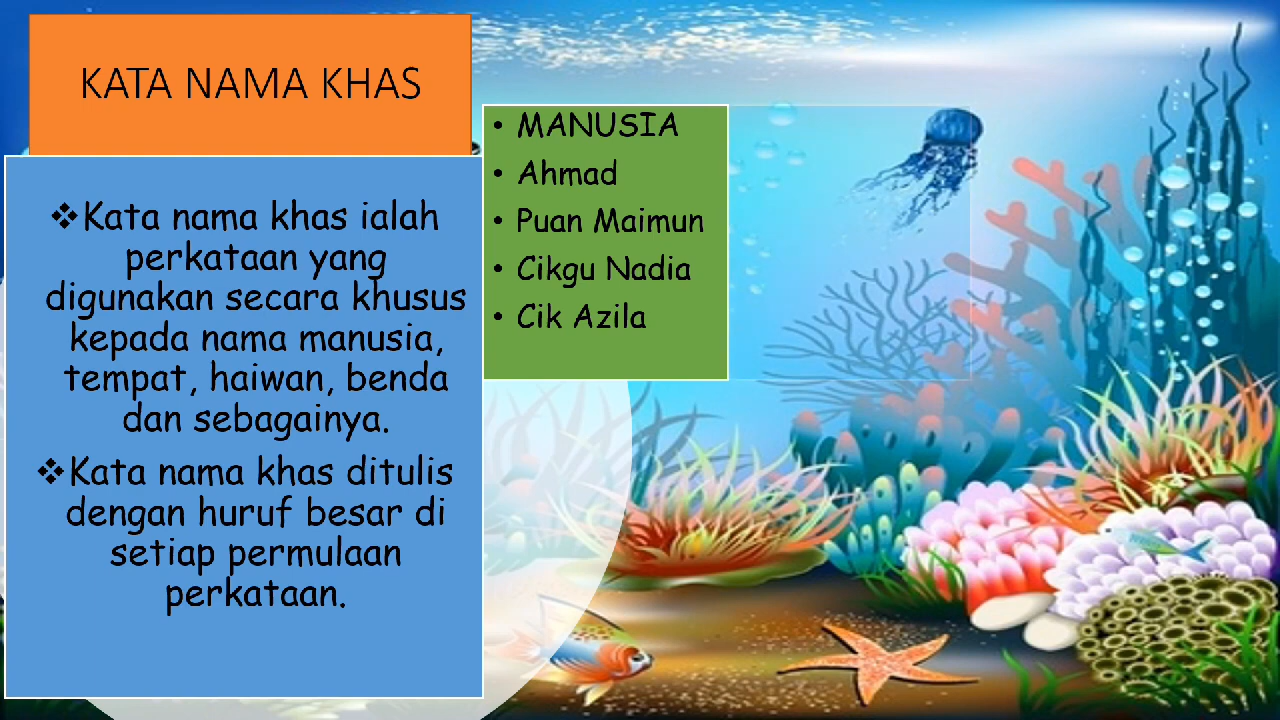 KATA NAMA KHAS
❖Kata nama khas ialah
perkataan yang
digunakan secara khusus
kepada nama manusia,
tempat, haiwan, benda
dan sebagainya.
❖Kata nama khas ditulis
dengan huruf besar di
setiap permulaan
perkataan.
• MANUSIA
• Ahmad
• Puan Maimun
• Cikgu Nadia
• Cik Azila